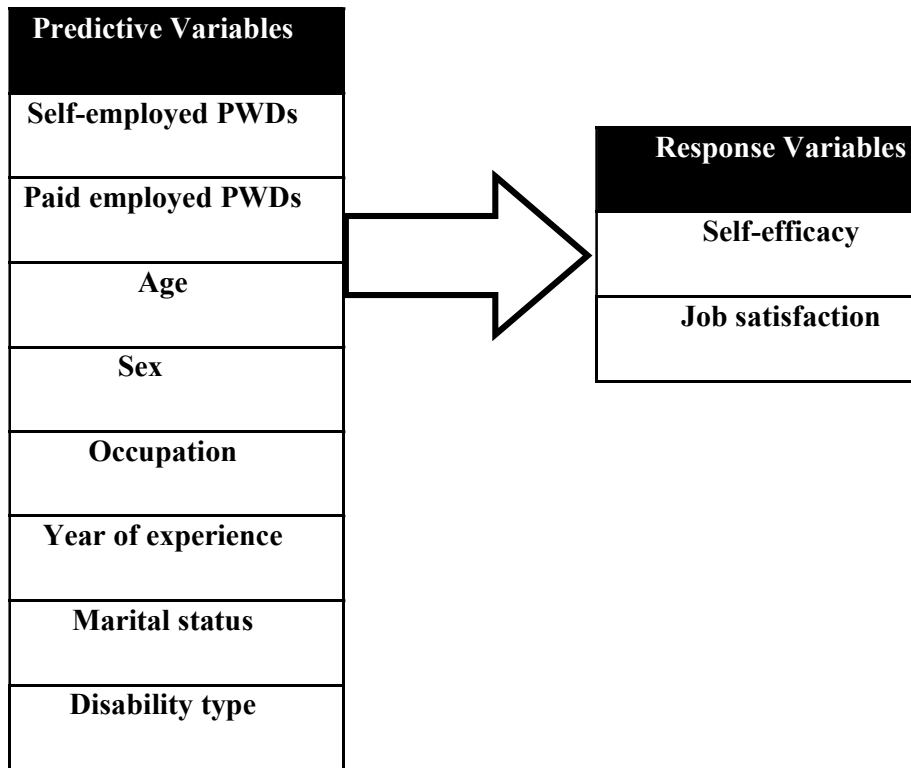 Predictive Variables
Self-employed PWDs
Paid employed PWDs
Age
Sex
Occupation
Year of experience
Marital status
Disability type
Response Variables
Self-efficacy
Job satisfaction